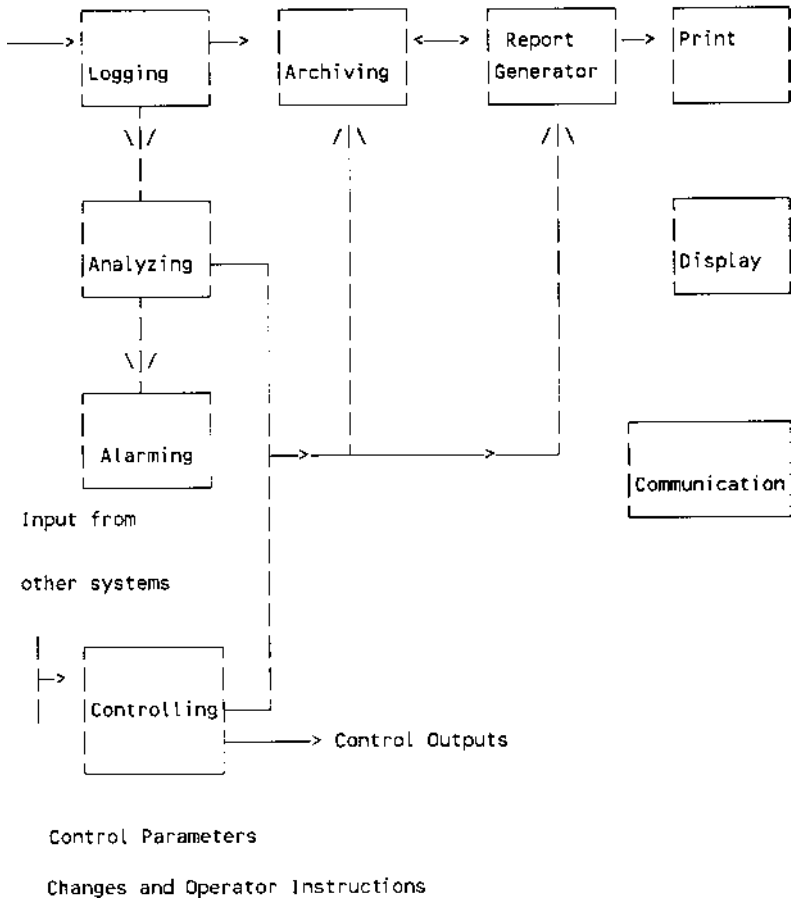 Report
Print
Logging
Archiving
Generator
Analyzing
Display
Alarming
Communication
Input from
other systems
Controlling
Control Outputs
Control Parameters
Changes and Operator Instructions